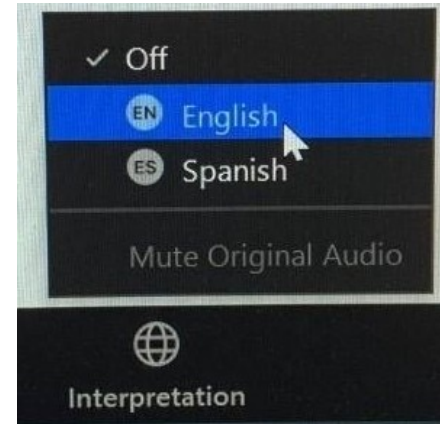 Off
EN English
ES Spanish
Mute Original Audio
Interpretation